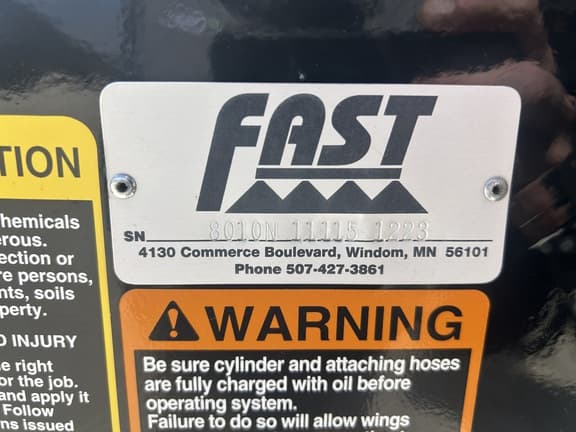 TION
hemicals
erous.
ection or
re persons,
nts, soils
perty.
D INJURY
e right
or the job.
and apply it
Follow
ns issued
FAST
SN 8010N 11115 1223
4130 Commerce Boulevard, Windom, MN 56101
Phone 507-427-3861
WARNING
Be sure cylinder and attaching hoses
are fully charged with oil before
operating system.
Failure to do so will allow wings